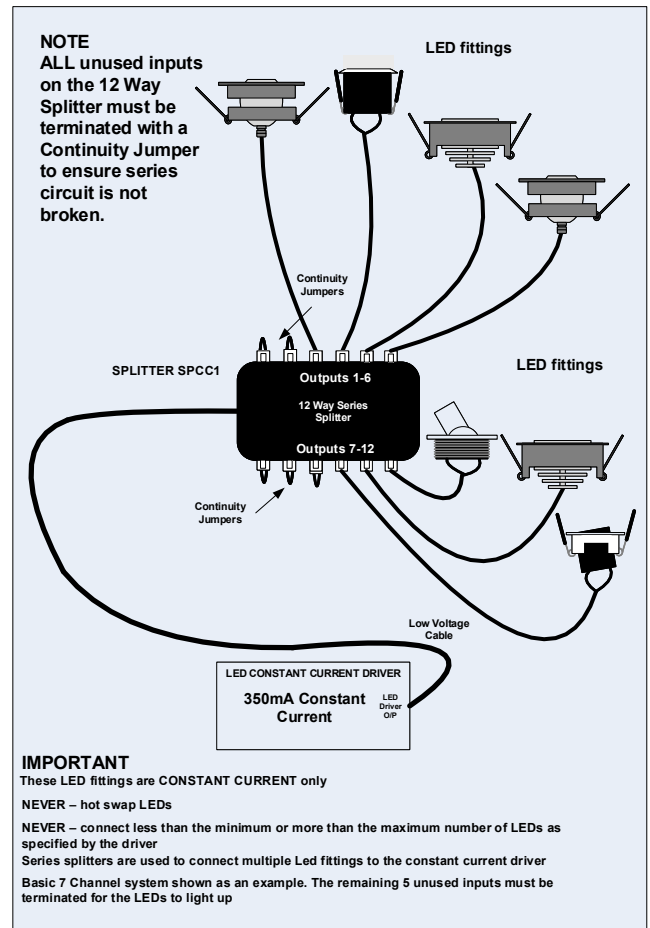 NOTE
ALL unused inputs
on the 12 Way
Splitter must be
terminated with a
Continuity Jumper
to ensure series
circuit is not
broken.
LED fittings
Continuity
Jumpers
SPLITTER SPCC1
Outputs 1-6
12 Way Series
Splitter
Outputs 7-12
LED fittings
Continuity
Jumpers
Low Voltage
Cable
LED CONSTANT CURRENT DRIVER
350mA Constant
Current
LED
Driver
O/P
IMPORTANT
These LED fittings are CONSTANT CURRENT only
NEVER – hot swap LEDs
NEVER – connect less than the minimum or more than the maximum number of LEDs as
specified by the driver
Series splitters are used to connect multiple Led fittings to the constant current driver
Basic 7 Channel system shown as an example. The remaining 5 unused inputs must be
terminated for the LEDs to light up